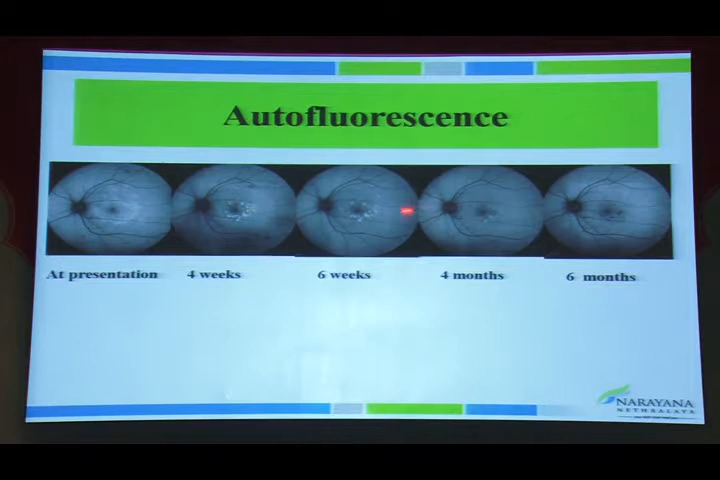 Autofluorescence
At presentation 4 weeks 6 weeks 4 months 6 months
NARAYANA
NETHRALAYA